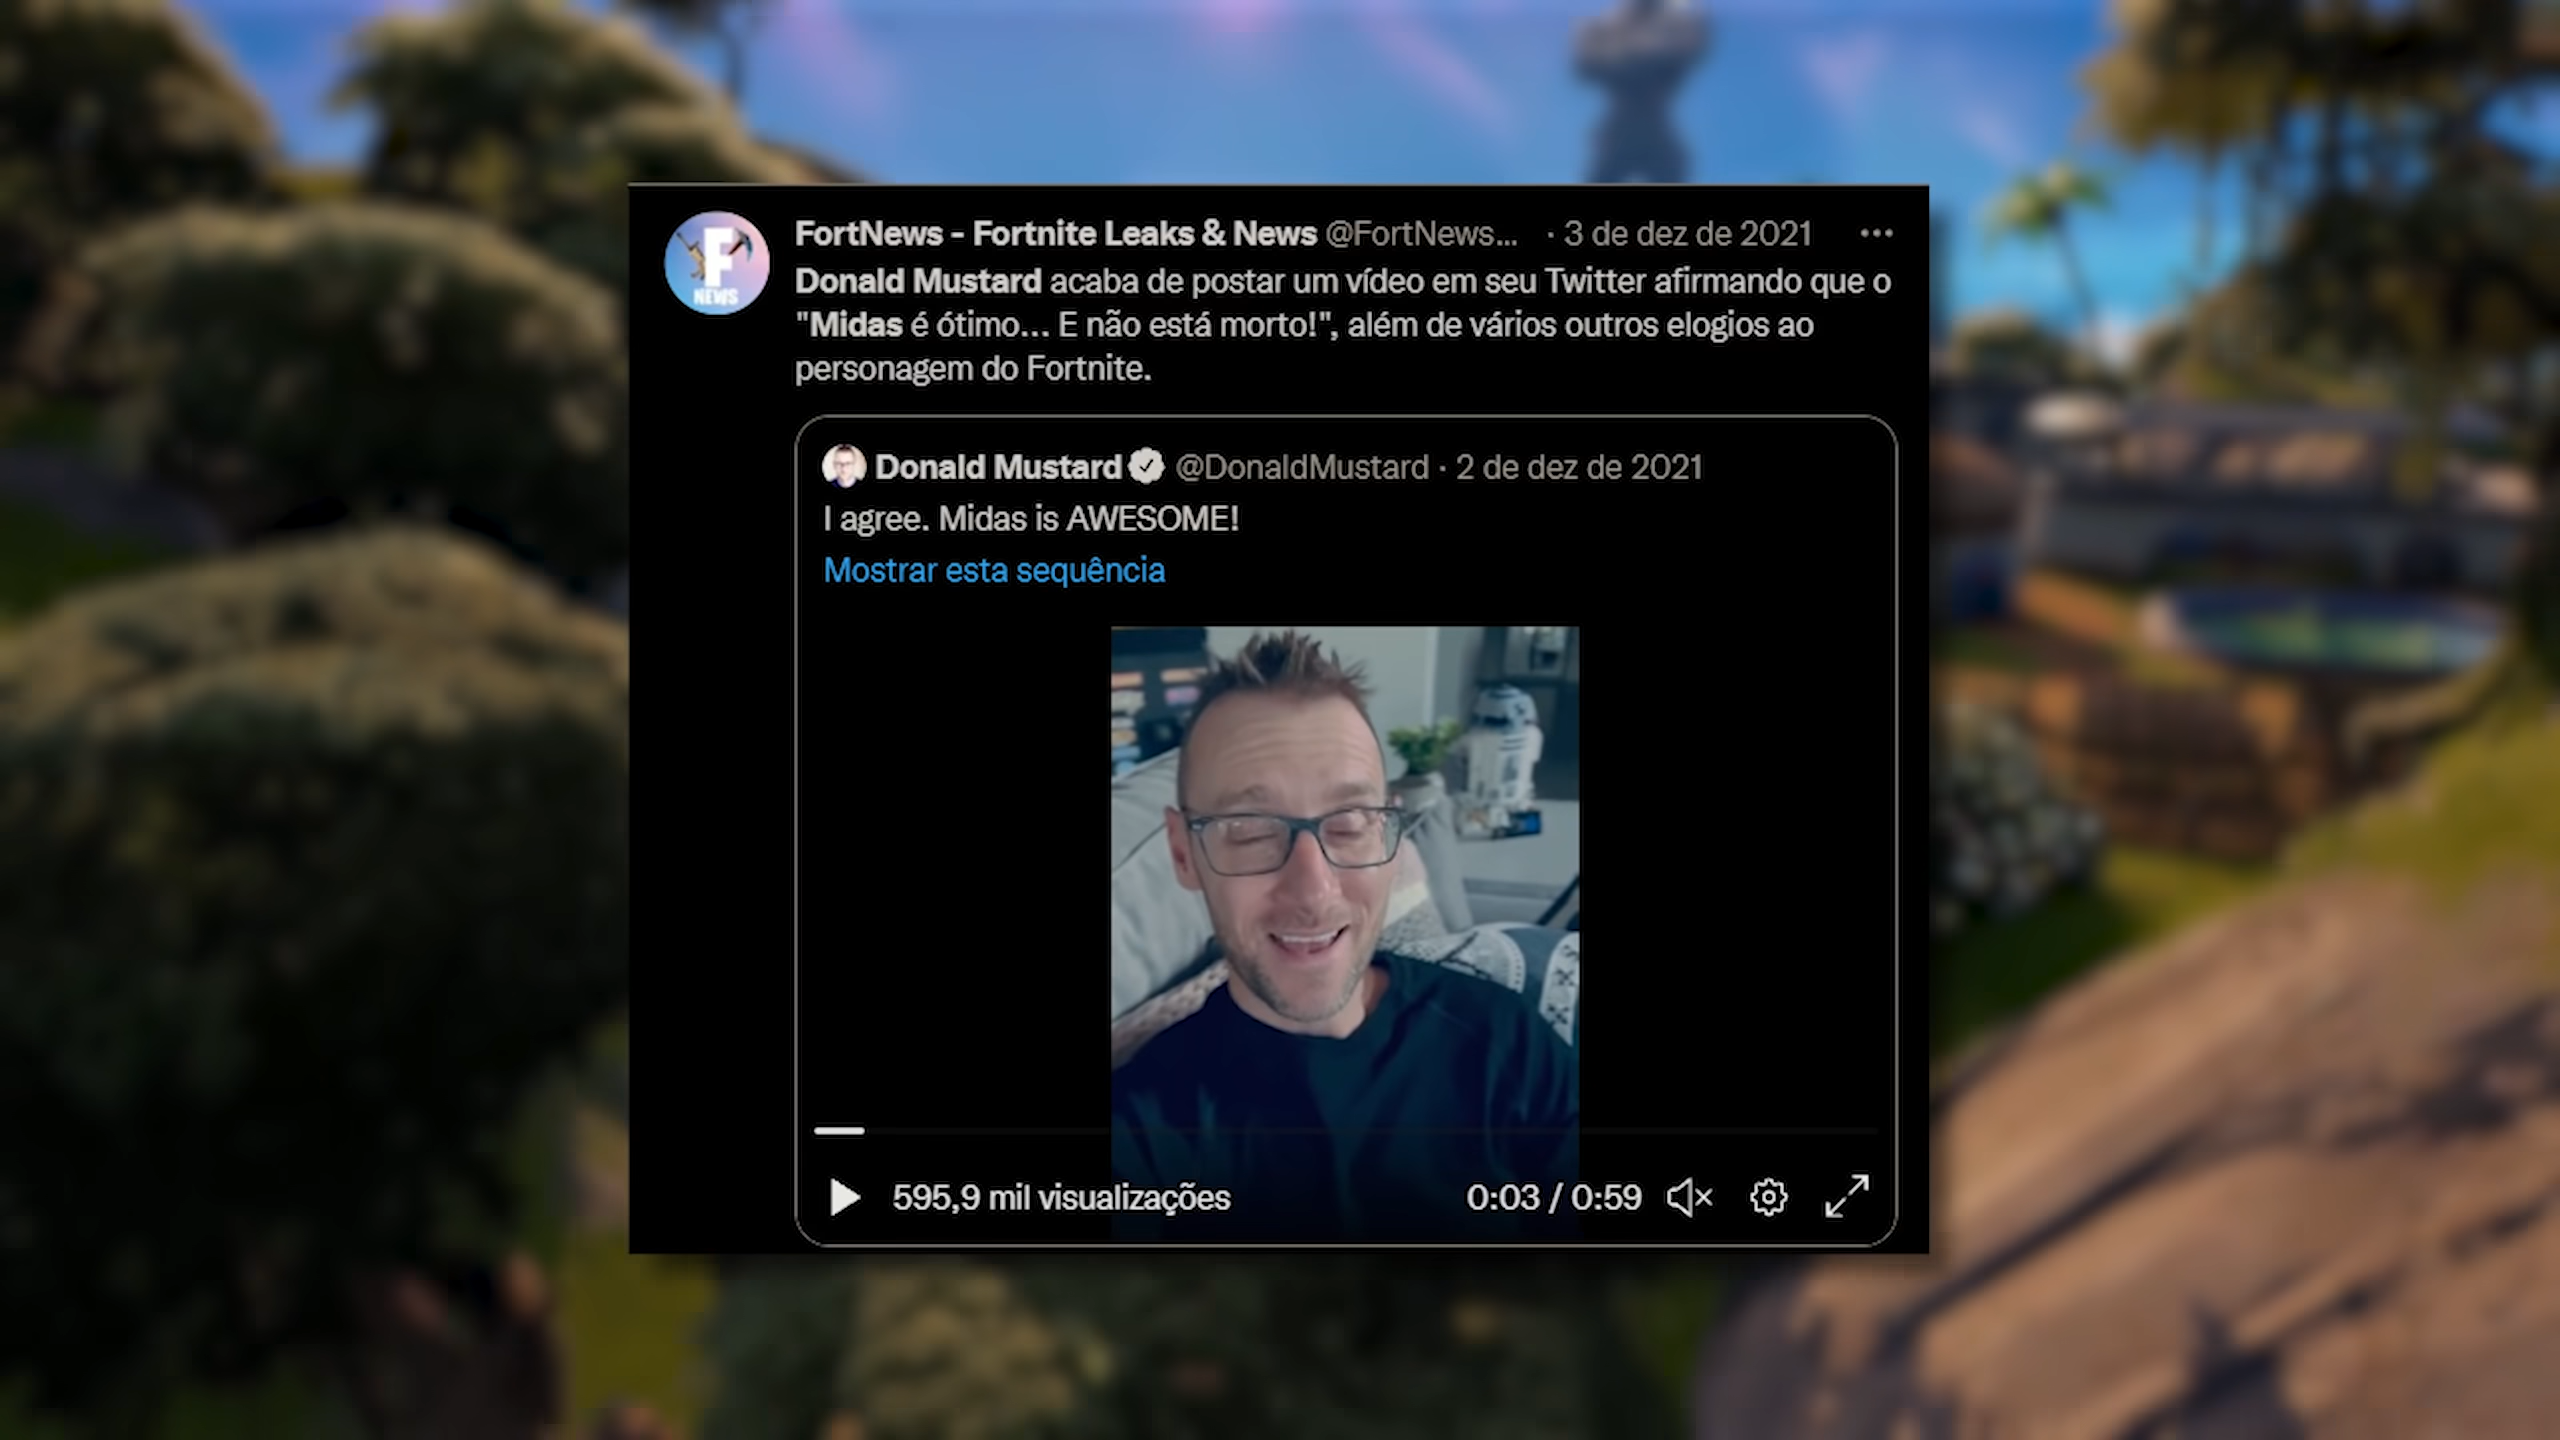 FortNews - Fortnite Leaks & News @FortNews... · 3 de dez de 2021
Donald Mustard acaba de postar um vídeo em seu Twitter afirmando que o
"Midas é ótimo... E não está morto!", além de vários outros elogios ao
personagem do Fortnite.
F
NEWS
Donald Mustard @DonaldMustard · 2 de dez de 2021
I agree. Midas is AWESOME!
Mostrar esta sequência
595,9 mil visualizações
0:03 / 0:59